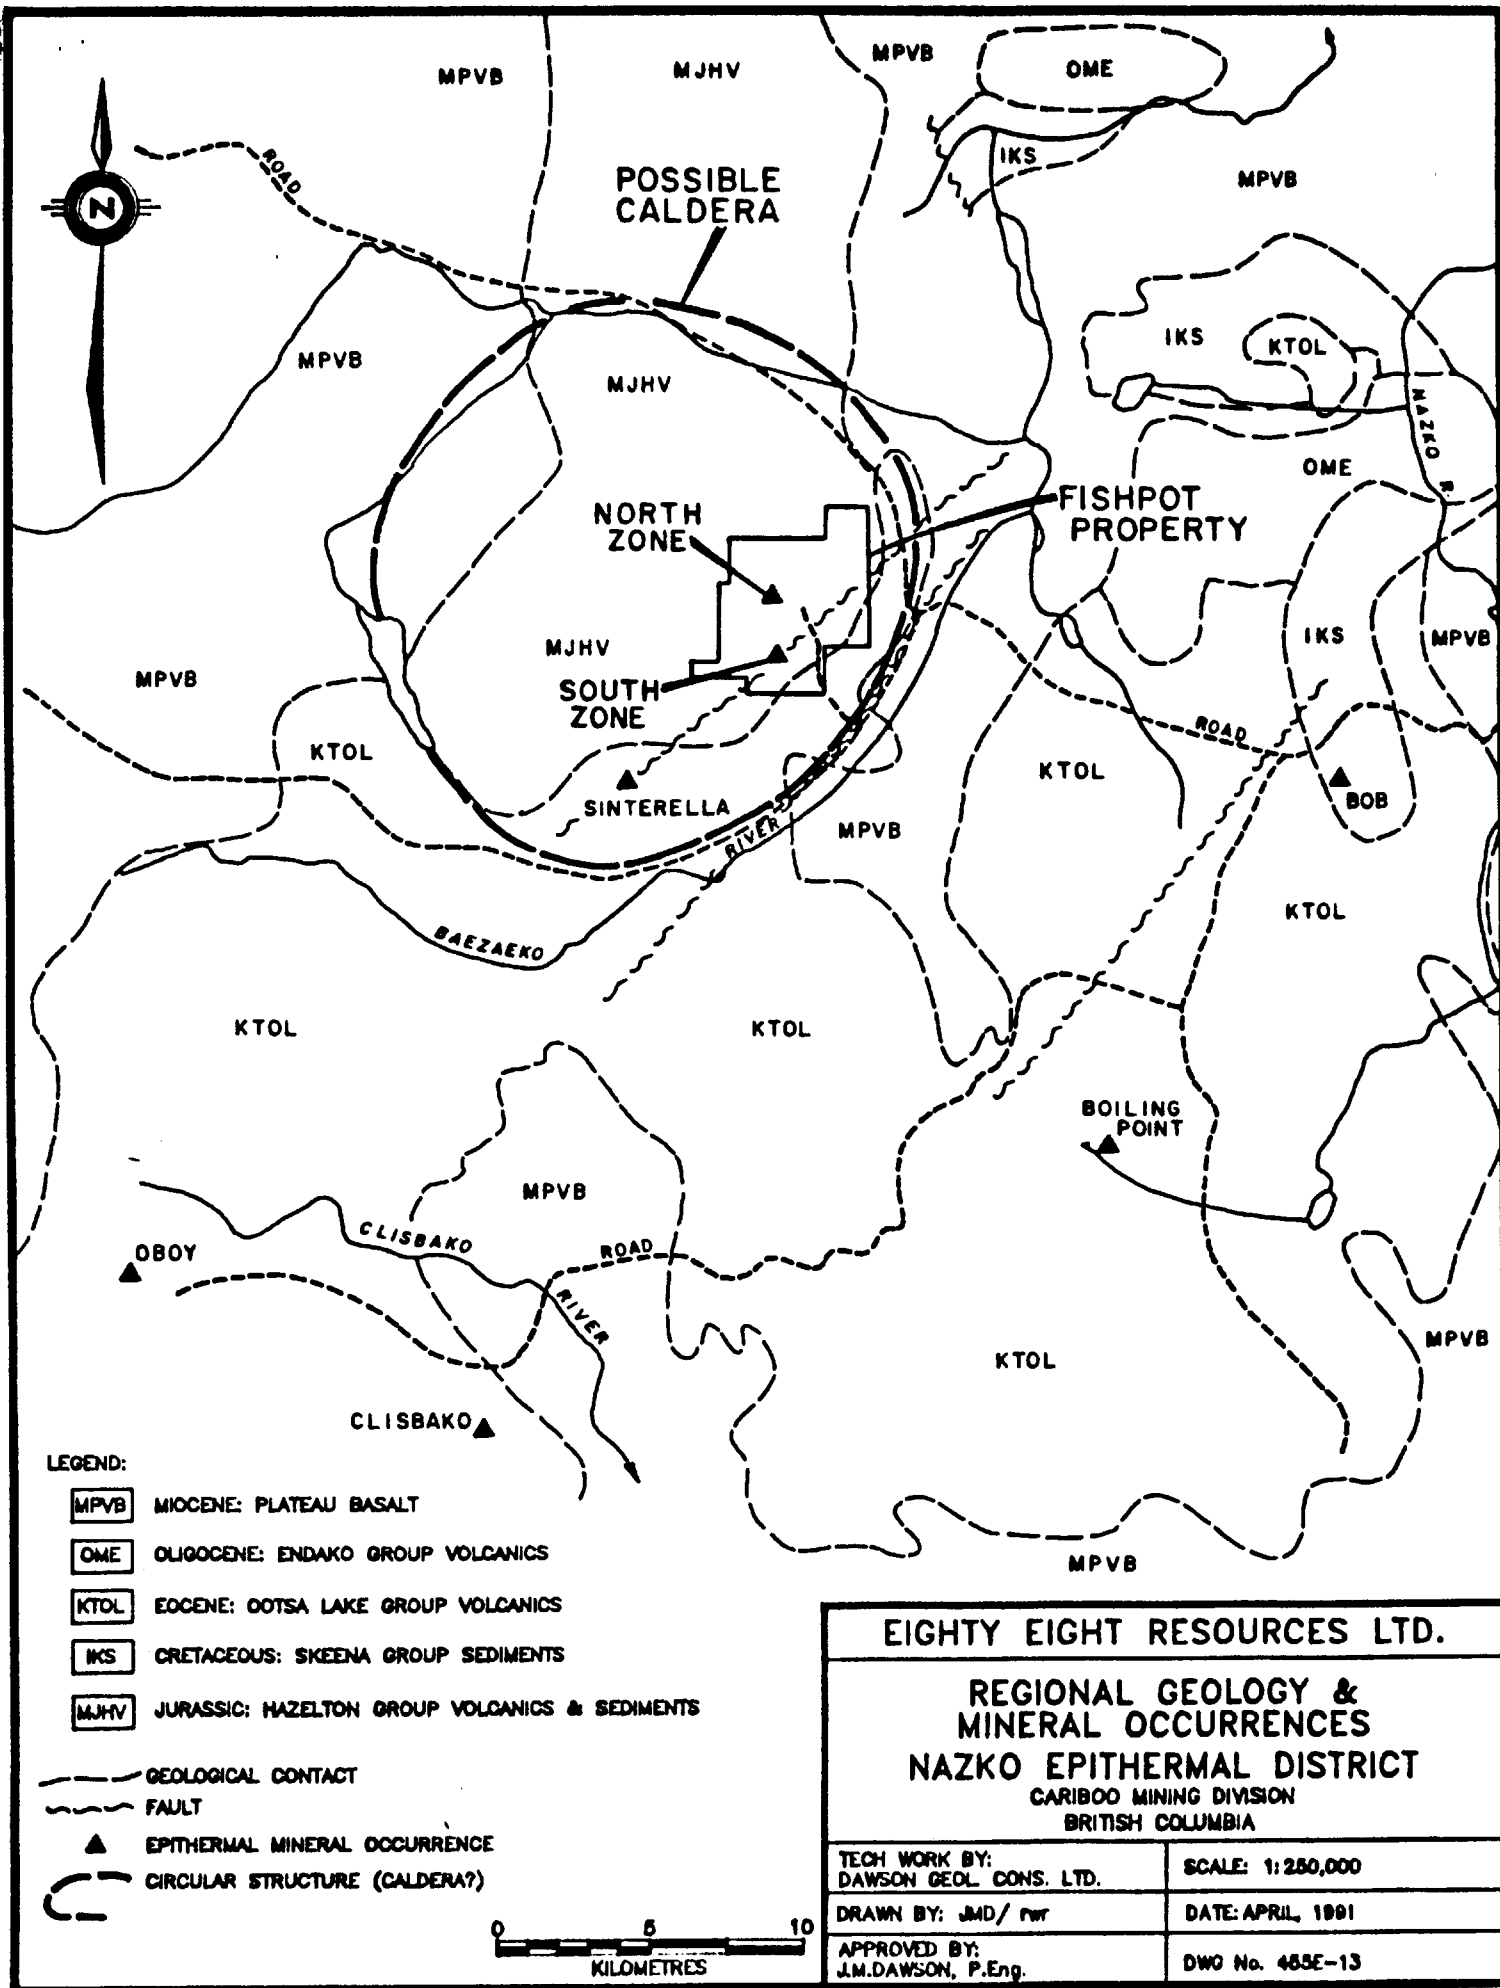 MPVB
MJHV
MPVB
OME
ROAD
IKS
POSSIBLE
CALDERA
MPVB
N
MPVB
MJHV
IKS
KTOL
NAZKO R.
OME
NORTH
ZONE
FISHPOT
PROPERTY
MJHV
IKS
MPVB
MPVB
SOUTH
ZONE
ROAD
KTOL
KTOL
SINTERELLA
BOB
MPVB
RIVER
BAEZAEKO
KTOL
KTOL
KTOL
BOILING
POINT
MPVB
CLISBAKO
ROAD
OBOY
RIVER
MPVB
KTOL
CLISBAKO
MPVB
LEGEND:
MPVB MIOCENE: PLATEAU BASALT
OME OLIGOCENE: ENDAKO GROUP VOLCANICS
KTOL EOCENE: OOTSA LAKE GROUP VOLCANICS
IKS CRETACEOUS: SKEENA GROUP SEDIMENTS
MJHV JURASSIC: HAZELTON GROUP VOLCANICS & SEDIMENTS
GEOLOGICAL CONTACT
FAULT
EPITHERMAL MINERAL OCCURRENCE
CIRCULAR STRUCTURE (CALDERA?)
0 5 10
KILOMETRES
EIGHTY EIGHT RESOURCES LTD.
REGIONAL GEOLOGY &
MINERAL OCCURRENCES
NAZKO EPITHERMAL DISTRICT
CARIBOO MINING DIVISION
BRITISH COLUMBIA
TECH WORK BY:
DAWSON GEOL. CONS. LTD.
SCALE: 1:250,000
DRAWN BY: JMD/ rwr
DATE: APRIL, 1991
APPROVED BY:
J.M.DAWSON, P.Eng.
DWG No. 455E-13